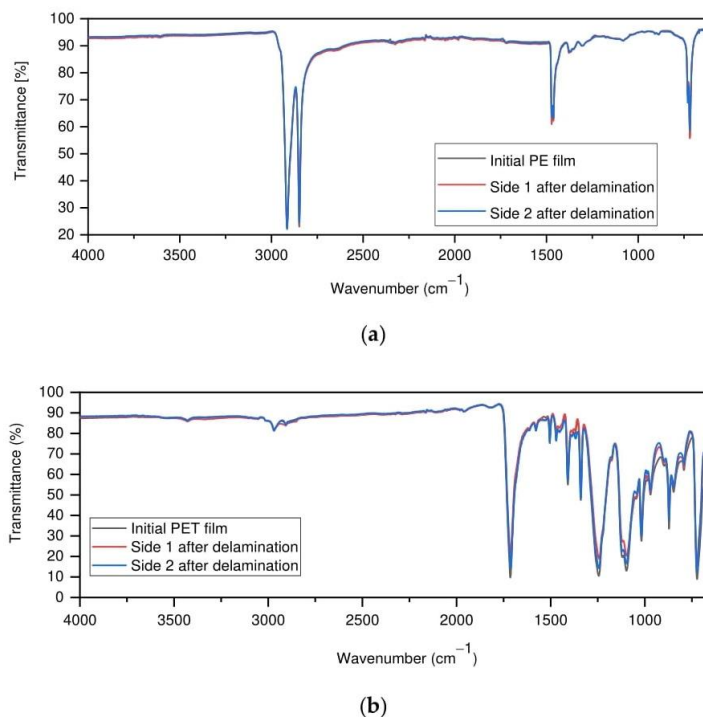 100
90
80
70
60
50
40
30
20
Transmittance [%]
Initial PE film
Side 1 after delamination
Side 2 after delamination
4000 3500 3000 2500 2000 1500 1000
Wavenumber (cm−1)
(a)
100
90
80
70
60
50
40
30
20
10
0
Transmittance (%)
Initial PET film
Side 1 after delamination
Side 2 after delamination
4000 3500 3000 2500 2000 1500 1000
Wavenumber (cm−1)
(b)